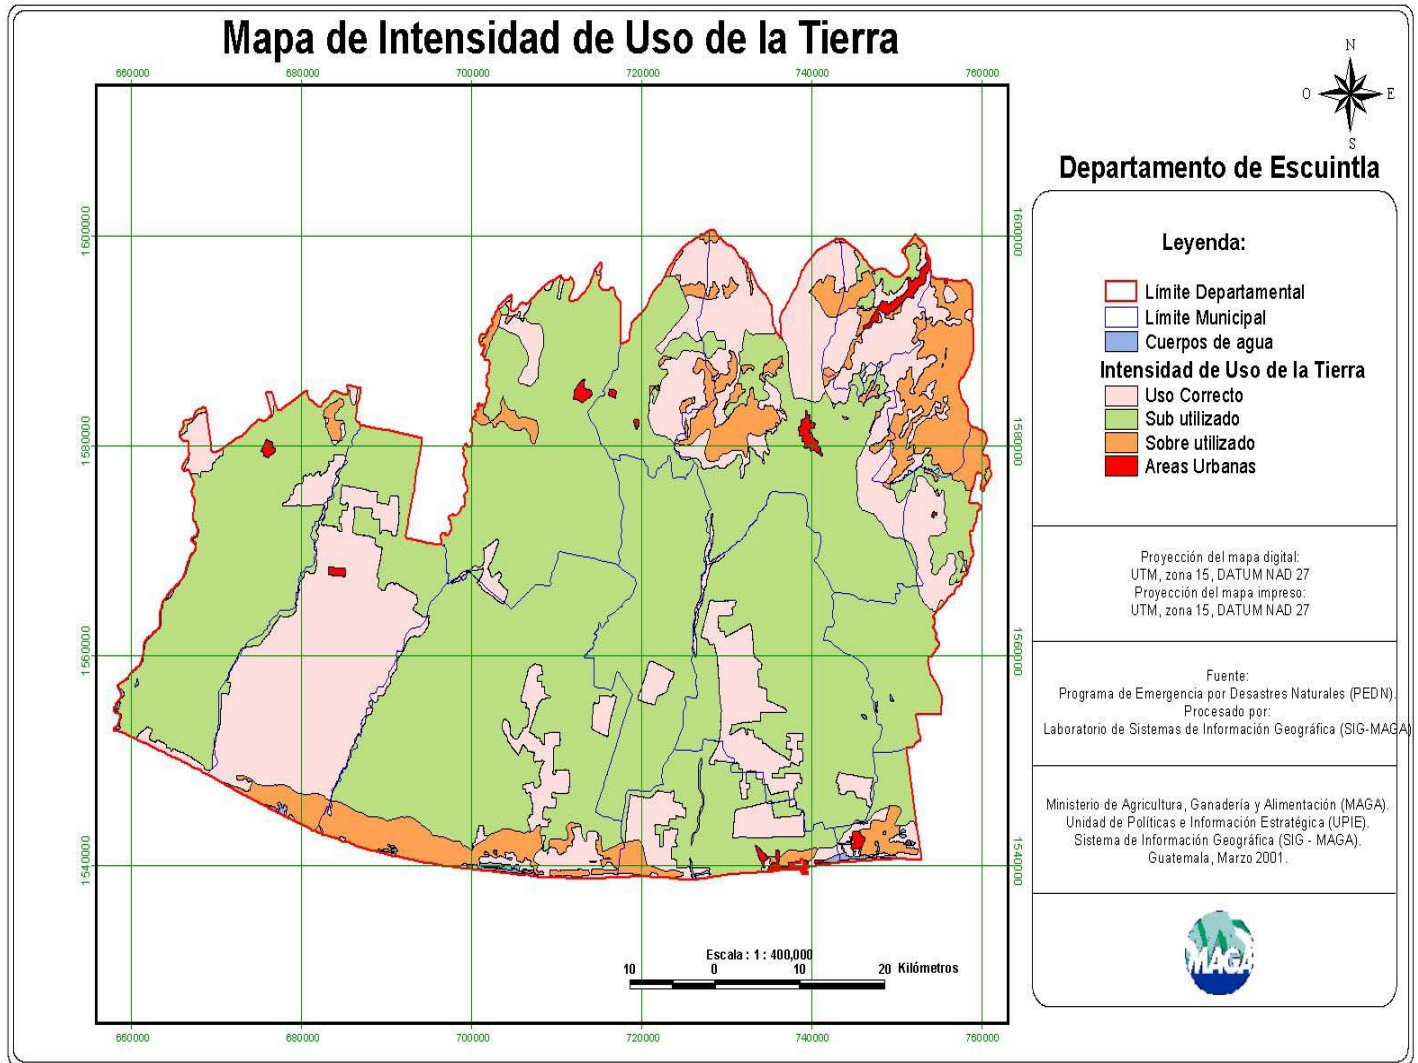 Mapa de Intensidad de Uso de la Tierra
660000
680000
700000
720000
740000
760000
1600000
1580000
1560000
1540000
1600000
1580000
1560000
1540000
660000
680000
700000
720000
740000
760000
Escala : 1 : 400,000
10 0 10 20 Kilómetros
N
O E
S
Departamento de Escuintla
Leyenda:
Límite Departamental
Límite Municipal
Cuerpos de agua
Intensidad de Uso de la Tierra
Uso Correcto
Sub utilizado
Sobre utilizado
Areas Urbanas
Proyección del mapa digital:
UTM, zona 15, DATUM NAD 27
Proyección del mapa impreso:
UTM, zona 15, DATUM NAD 27
Fuente:
Programa de Emergencia por Desastres Naturales (PEDN).
Procesado por:
Laboratorio de Sistemas de Información Geográfica (SIG-MAGA)
Ministerio de Agricultura, Ganadería y Alimentación (MAGA).
Unidad de Políticas e Información Estratégica (UPIE).
Sistema de Información Geográfica (SIG - MAGA).
Guatemala, Marzo 2001.
MAGA